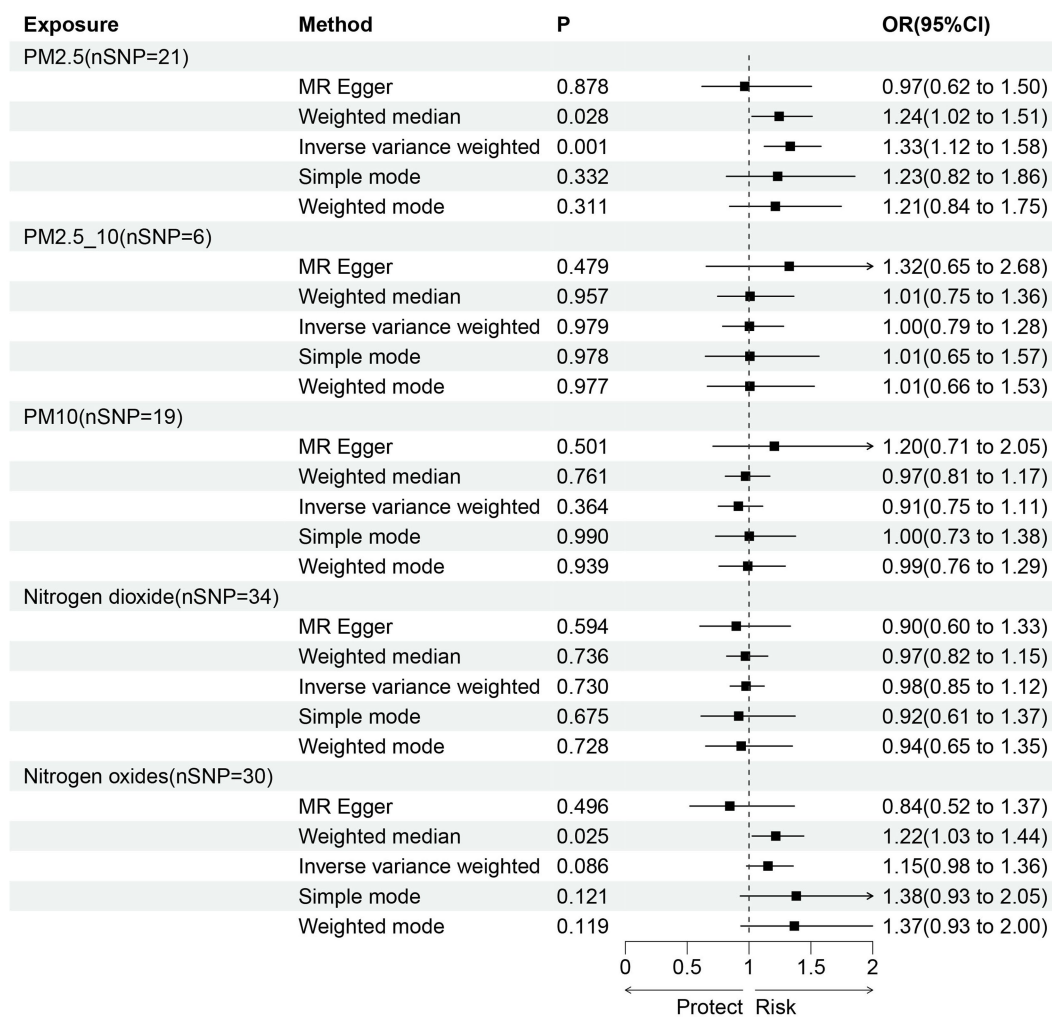 Exposure Method P OR(95%CI)
PM2.5(nSNP=21)
MR Egger 0.878 0.97(0.62 to 1.50)
Weighted median 0.028 1.24(1.02 to 1.51)
Inverse variance weighted 0.001 1.33(1.12 to 1.58)
Simple mode 0.332 1.23(0.82 to 1.86)
Weighted mode 0.311 1.21(0.84 to 1.75)
PM2.5_10(nSNP=6)
MR Egger 0.479 1.32(0.65 to 2.68)
Weighted median 0.957 1.01(0.75 to 1.36)
Inverse variance weighted 0.979 1.00(0.79 to 1.28)
Simple mode 0.978 1.01(0.65 to 1.57)
Weighted mode 0.977 1.01(0.66 to 1.53)
PM10(nSNP=19)
MR Egger 0.501 1.20(0.71 to 2.05)
Weighted median 0.761 0.97(0.81 to 1.17)
Inverse variance weighted 0.364 0.91(0.75 to 1.11)
Simple mode 0.990 1.00(0.73 to 1.38)
Weighted mode 0.939 0.99(0.76 to 1.29)
Nitrogen dioxide(nSNP=34)
MR Egger 0.594 0.90(0.60 to 1.33)
Weighted median 0.736 0.97(0.82 to 1.15)
Inverse variance weighted 0.730 0.98(0.85 to 1.12)
Simple mode 0.675 0.92(0.61 to 1.37)
Weighted mode 0.728 0.94(0.65 to 1.35)
Nitrogen oxides(nSNP=30)
MR Egger 0.496 0.84(0.52 to 1.37)
Weighted median 0.025 1.22(1.03 to 1.44)
Inverse variance weighted 0.086 1.15(0.98 to 1.36)
Simple mode 0.121 1.38(0.93 to 2.05)
Weighted mode 0.119 1.37(0.93 to 2.00)
0 0.5 1 1.5 2
Protect Risk